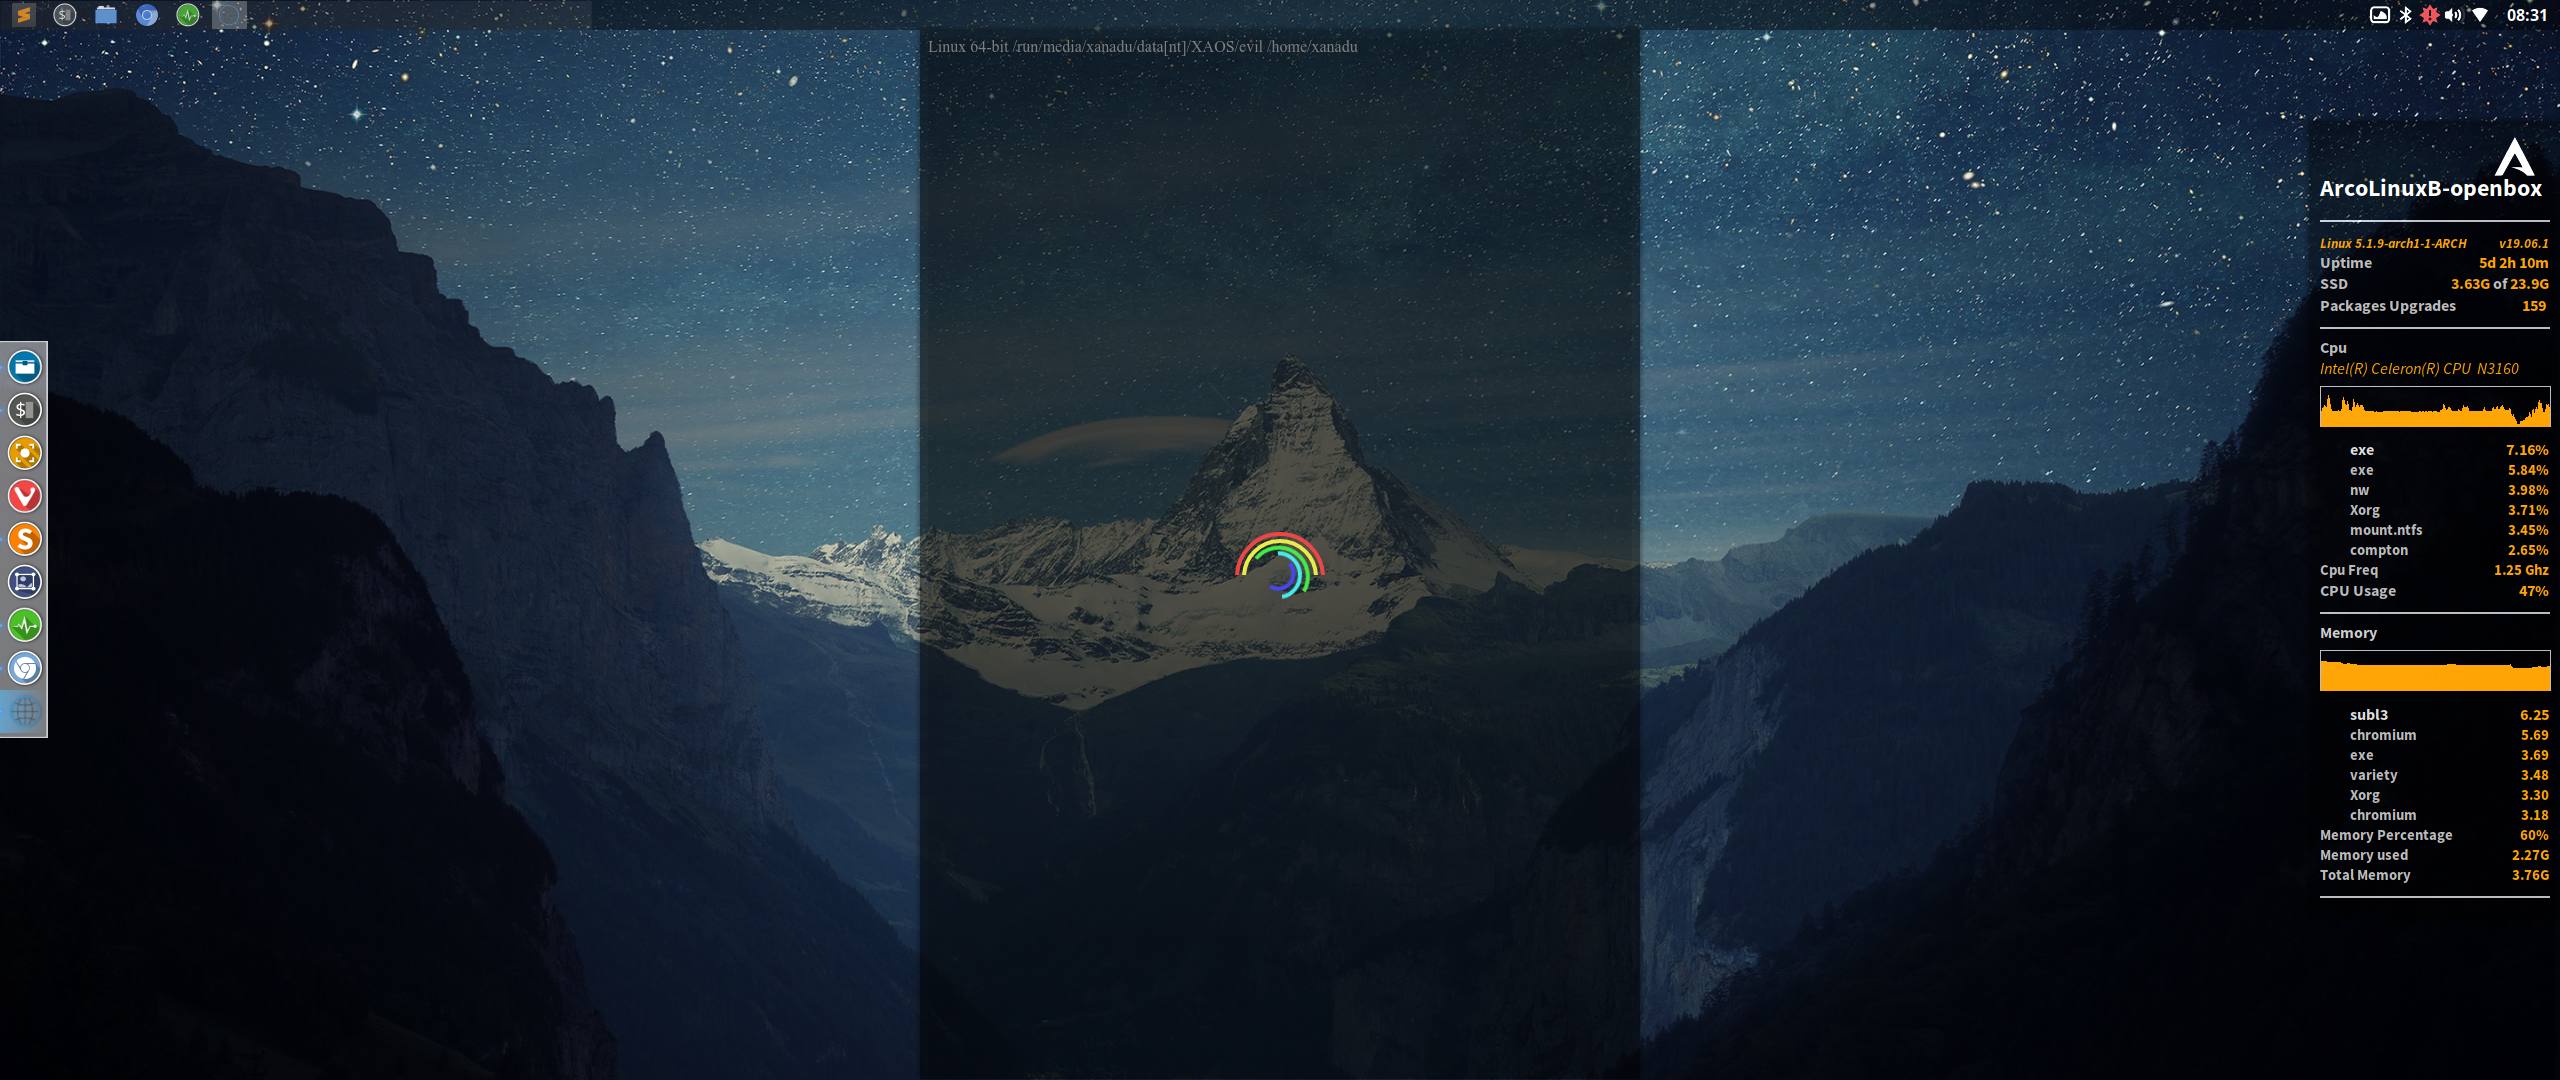 08:31
Linux 64-bit /run/media/xanadu/data[nt]/XAOS/evil /home/xanadu
ArcoLinuxB-openbox
Linux 5.1.9-arch1-1-ARCH v19.06.1
Uptime 5d 2h 10m
SSD 3.63G of 23.9G
Packages Upgrades 159
Cpu
Intel(R) Celeron(R) CPU N3160
exe 7.16%
exe 5.84%
nw 3.98%
Xorg 3.71%
mount.ntfs 3.45%
compton 2.65%
Cpu Freq 1.25 Ghz
CPU Usage 47%
Memory
subl3 6.25
chromium 5.69
exe 3.69
variety 3.48
Xorg 3.30
chromium 3.18
Memory Percentage 60%
Memory used 2.27G
Total Memory 3.76G